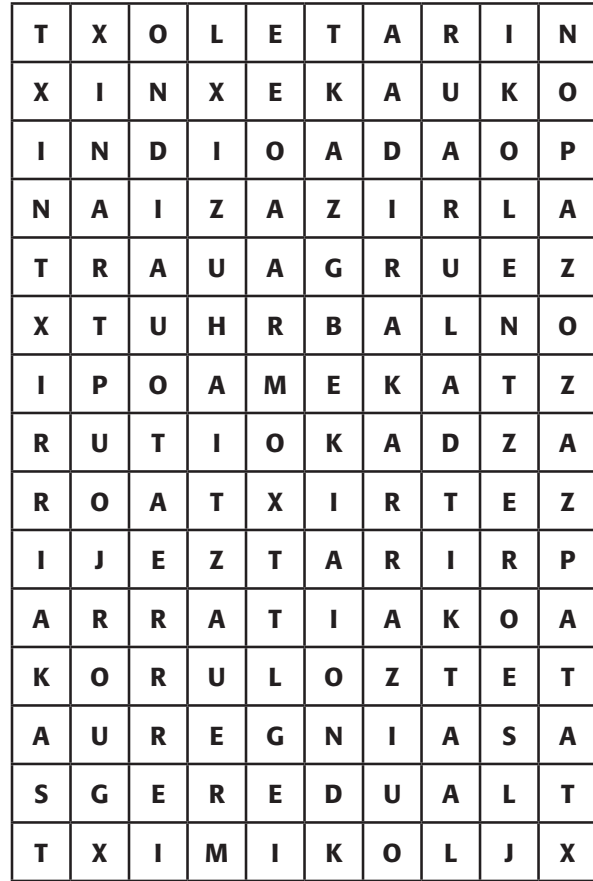 T X O L E T A R I N
X I N X E K A U K O
I N D I O A D A O P
N A I Z A Z I R L A
T R A U A G R U E Z
X T U H R B A L N O
I P O A M E K A T Z
R U T I O K A D Z A
R O A T X I R T E Z
I J E Z T A R I R P
A R R A T I A K O A
K O R U L O Z T E T
A U R E G N I A S A
S G E R E D U A L T
T X I M I K O L J X